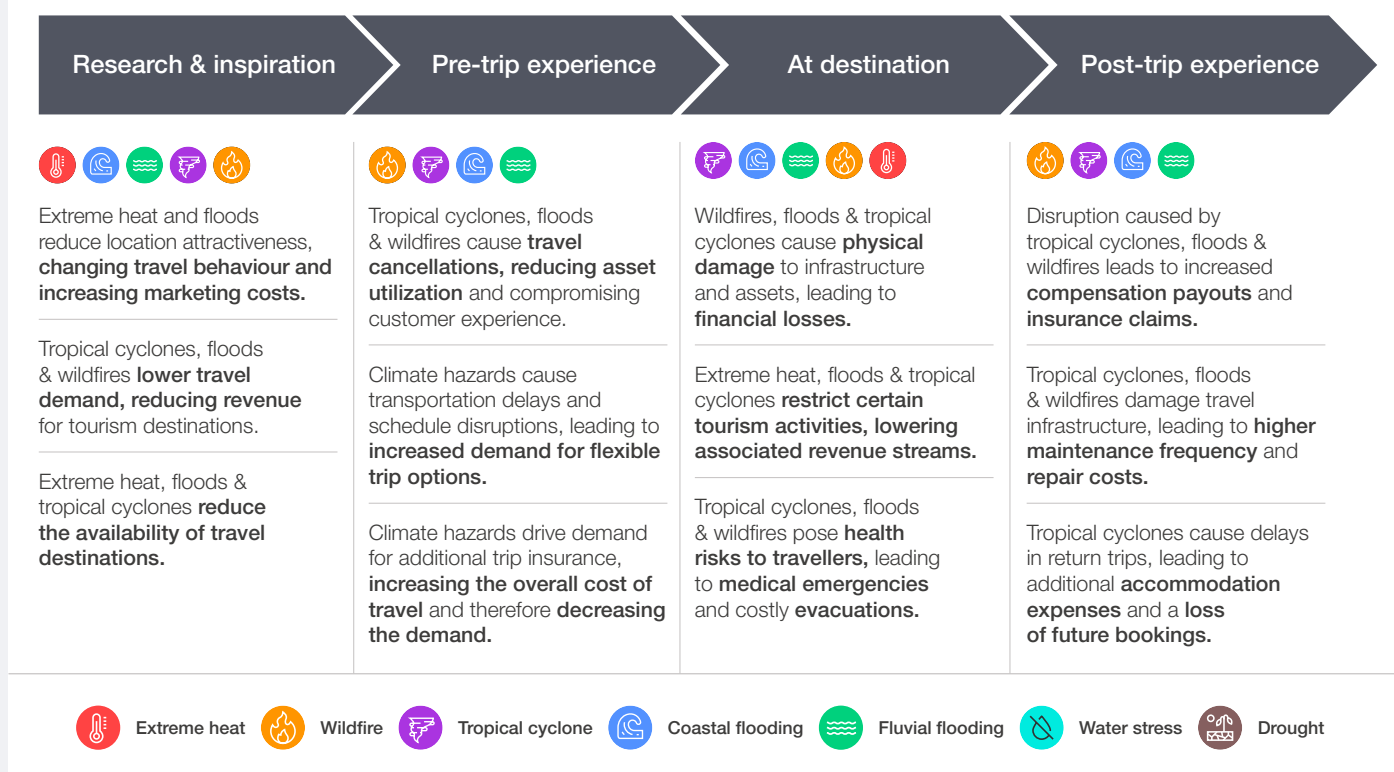 Research & inspiration
Pre-trip experience
At destination
Post-trip experience
Extreme heat and floods
reduce location attractiveness,
changing travel behaviour and
increasing marketing costs.
Tropical cyclones, floods
& wildfires lower travel
demand, reducing revenue
for tourism destinations.
Extreme heat, floods &
tropical cyclones reduce
the availability of travel
destinations.
Tropical cyclones, floods
& wildfires cause travel
cancellations, reducing asset
utilization and compromising
customer experience.
Climate hazards cause
transportation delays and
schedule disruptions, leading to
increased demand for flexible
trip options.
Climate hazards drive demand
for additional trip insurance,
increasing the overall cost of
travel and therefore decreasing
the demand.
Wildfires, floods & tropical
cyclones cause physical
damage to infrastructure
and assets, leading to
financial losses.
Extreme heat, floods & tropical
cyclones restrict certain
tourism activities, lowering
associated revenue streams.
Tropical cyclones, floods
& wildfires pose health
risks to travellers, leading
to medical emergencies
and costly evacuations.
Disruption caused by
tropical cyclones, floods &
wildfires leads to increased
compensation payouts and
insurance claims.
Tropical cyclones, floods
& wildfires damage travel
infrastructure, leading to higher
maintenance frequency and
repair costs.
Tropical cyclones cause delays
in return trips, leading to
additional accommodation
expenses and a loss
of future bookings.
Extreme heat
Wildfire
Tropical cyclone
Coastal flooding
Fluvial flooding
Water stress
Drought